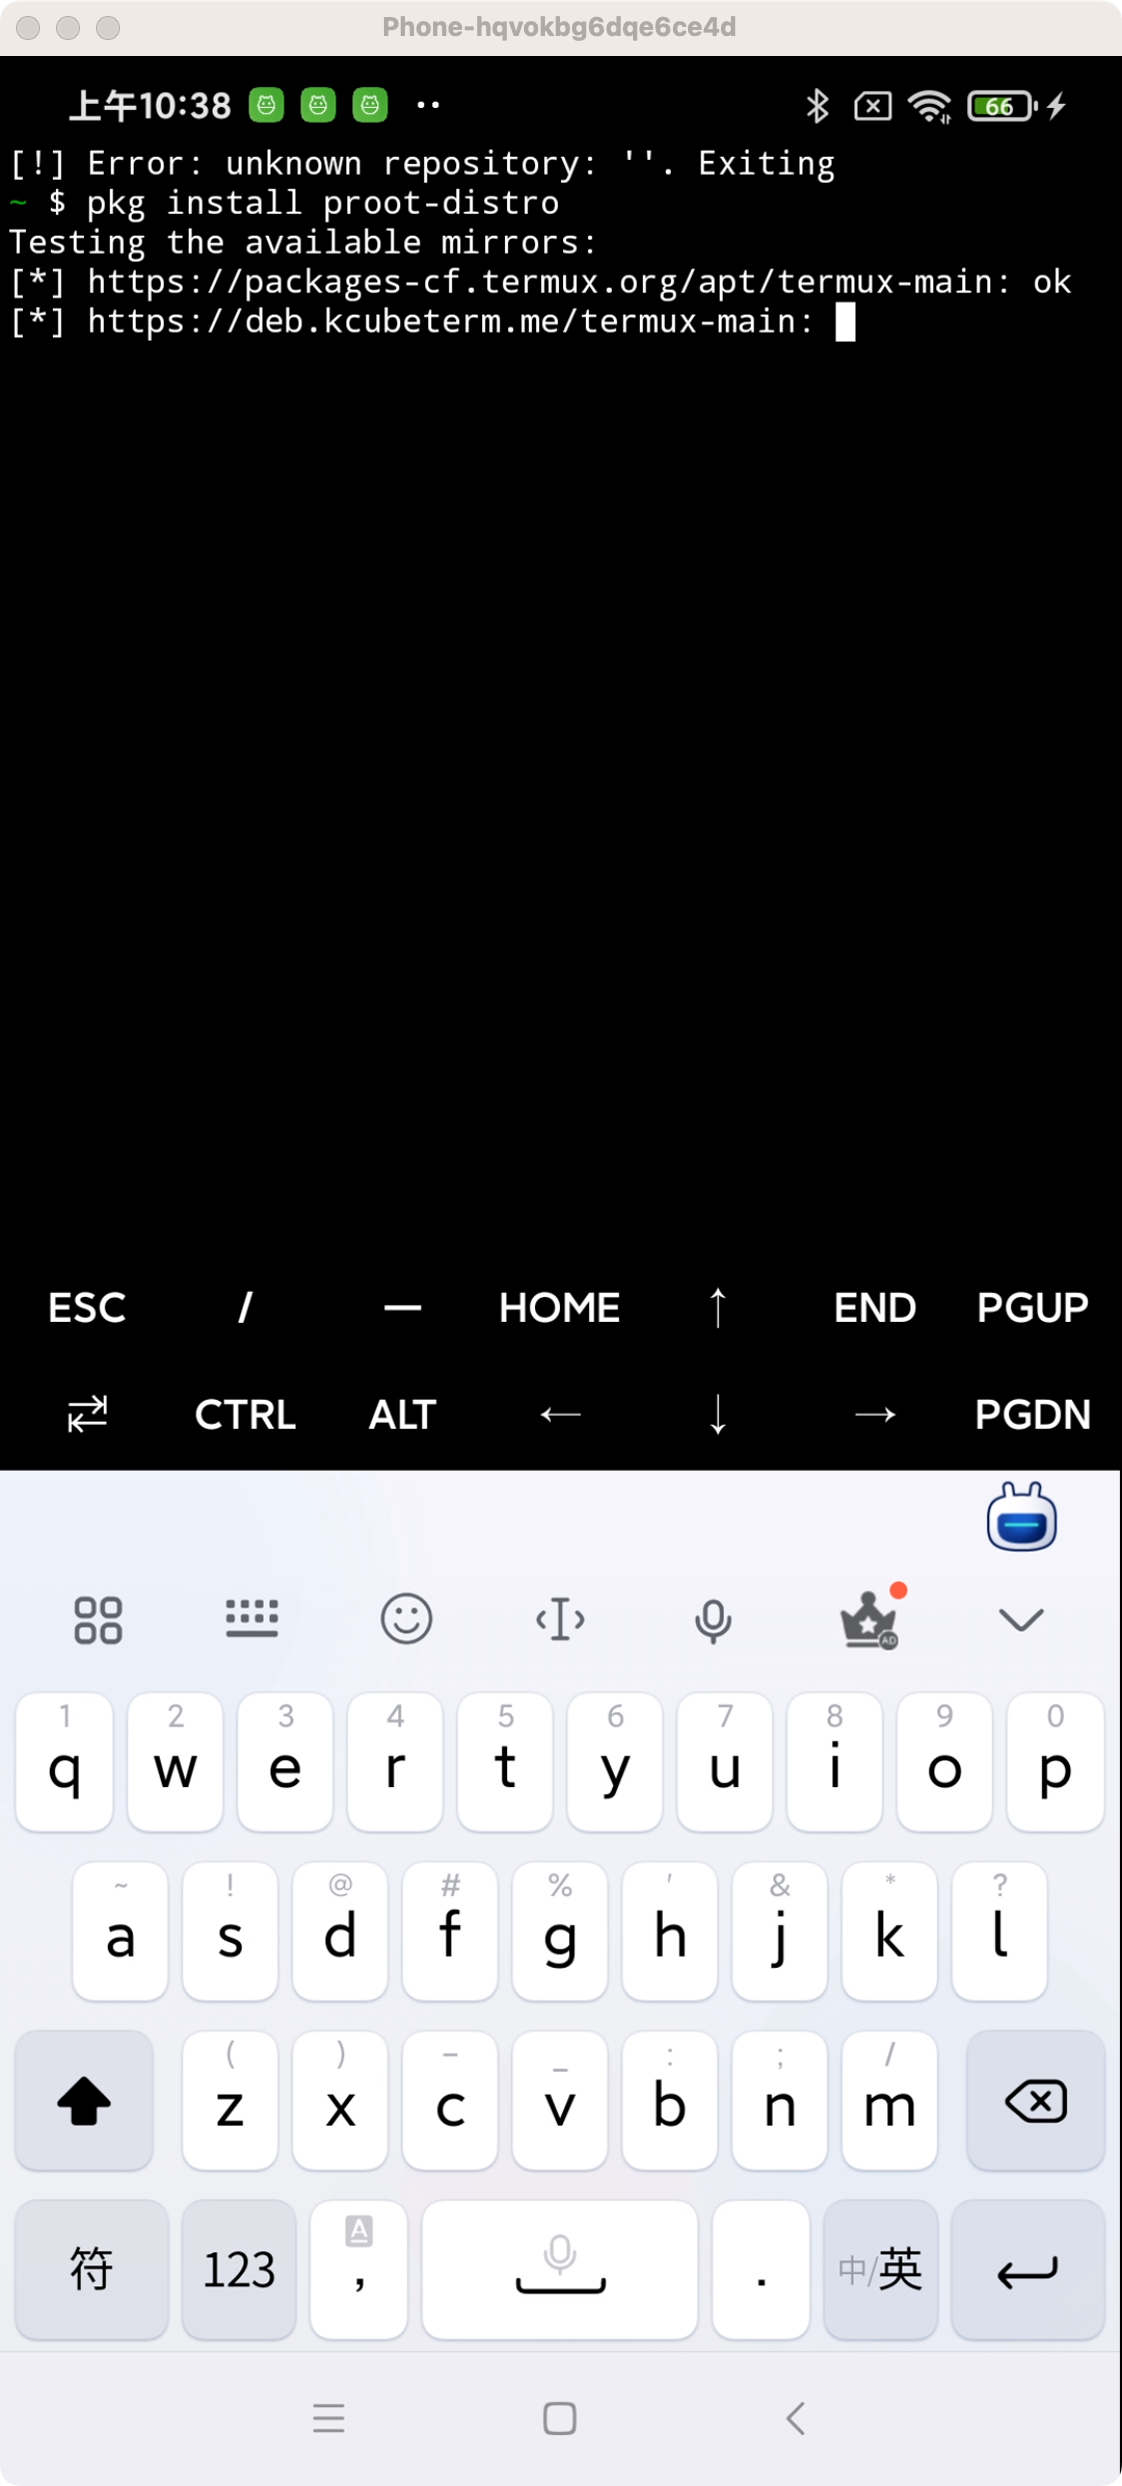 Phone-hqvokbg6dqe6ce4d
上午10:38 66
[!] Error: unknown repository: ''. Exiting
~ $ pkg install proot-distro
Testing the available mirrors:
[*] https://packages-cf.termux.org/apt/termux-main: ok
[*] https://deb.kcubeterm.me/termux-main:
ESC / — HOME ↑ END PGUP
CTRL ALT ← ↓ → PGDN
AD
1 2 3 4 5 6 7 8 9 0
q w e r t y u i o p
~ ! @ # % ' & * ?
a s d f g h j k l
( ) – _ : ; /
z x c v b n m
A
符 123 , . 中/英